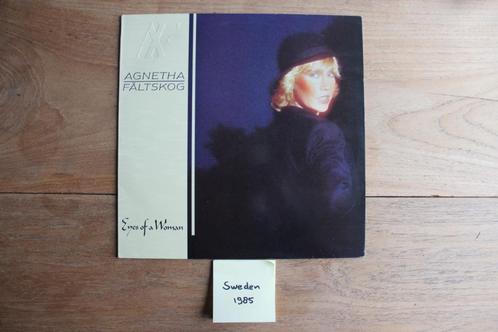 AGNETHA
FÄLTSKOG
Eyes of a Woman
Sweden
1985